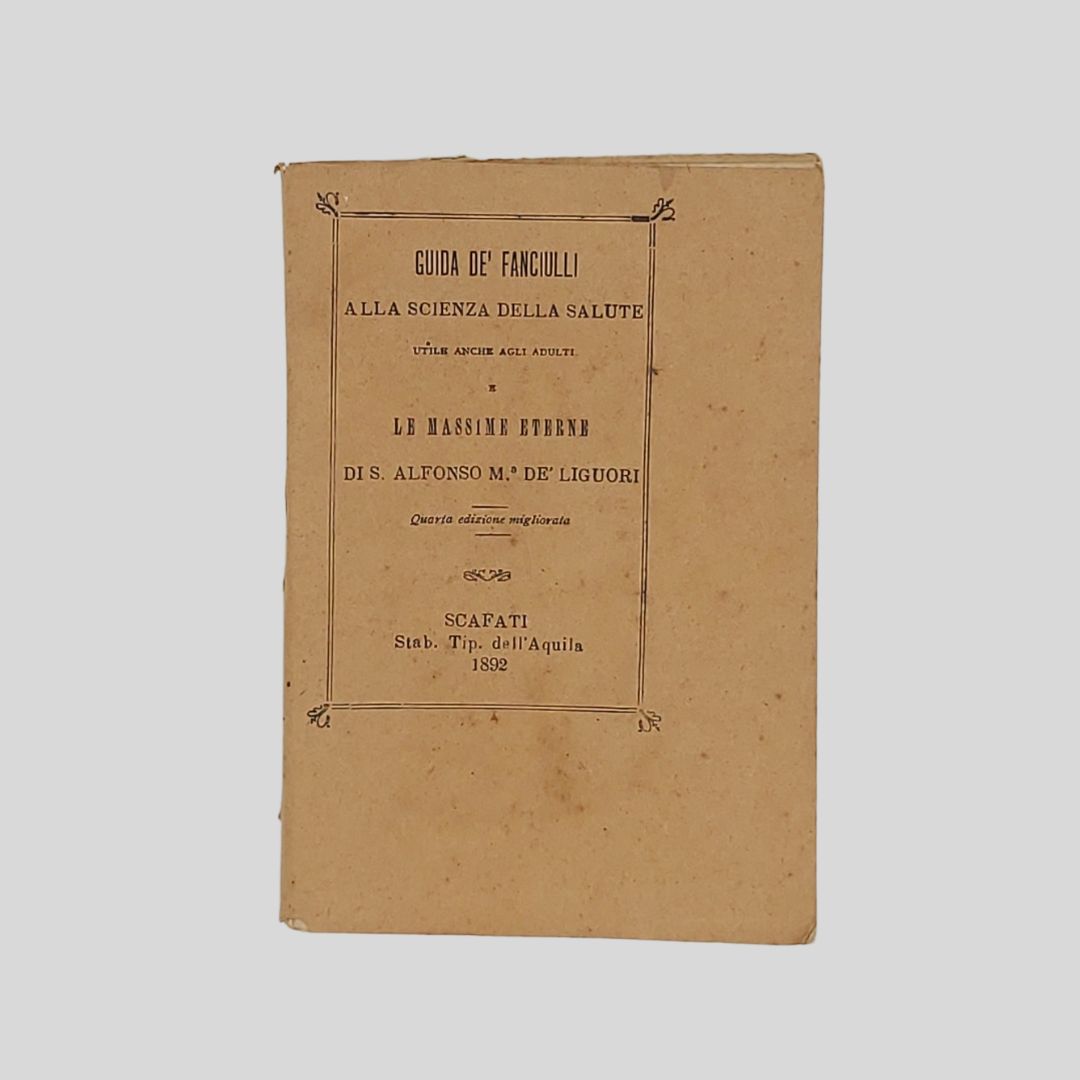 GUIDA DE' FANCIULLI
ALLA SCIENZA DELLA SALUTE
UTILE ANCHE AGLI ADULTI
E
LE MASSIME ETERNE
DI S. ALFONSO M.ª DE' LIGUORI
Quarta edizione migliorata
SCAFATI
Stab. Tip. dell'Aquila
1892